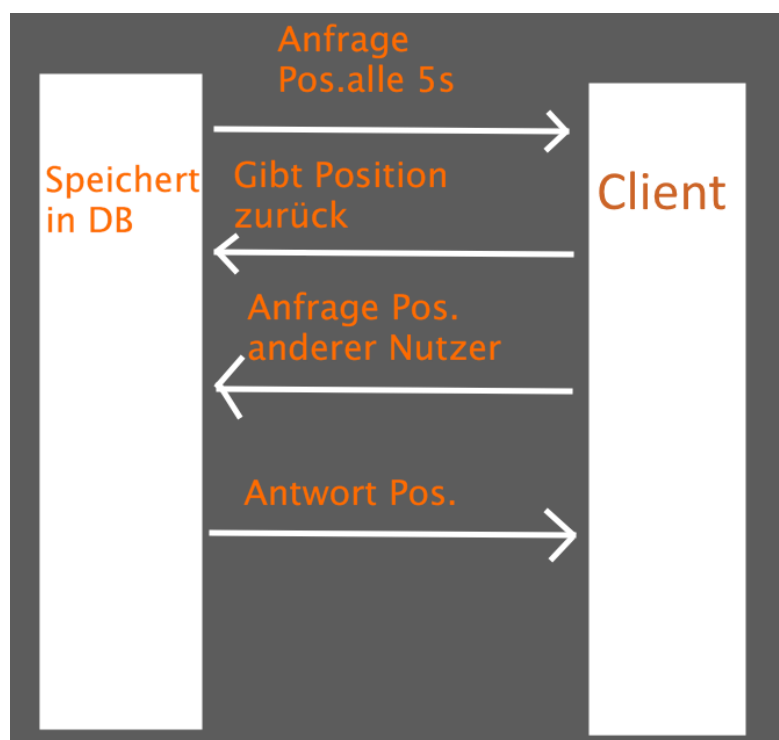 Anfrage
Pos.alle 5s
Speichert
in DB
Gibt Position
zurück
Client
Anfrage Pos.
anderer Nutzer
Antwort Pos.